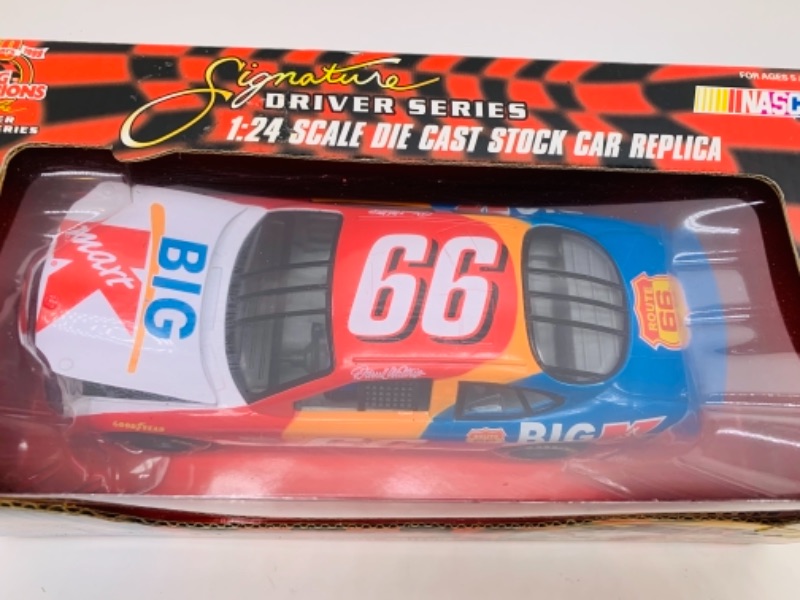 Signature
DRIVER SERIES
1:24 SCALE DIE CAST STOCK CAR REPLICA
FOR AGES
NASC
Kmart
BIG
66
ROUTE
66
GOODYEAR
BIG K